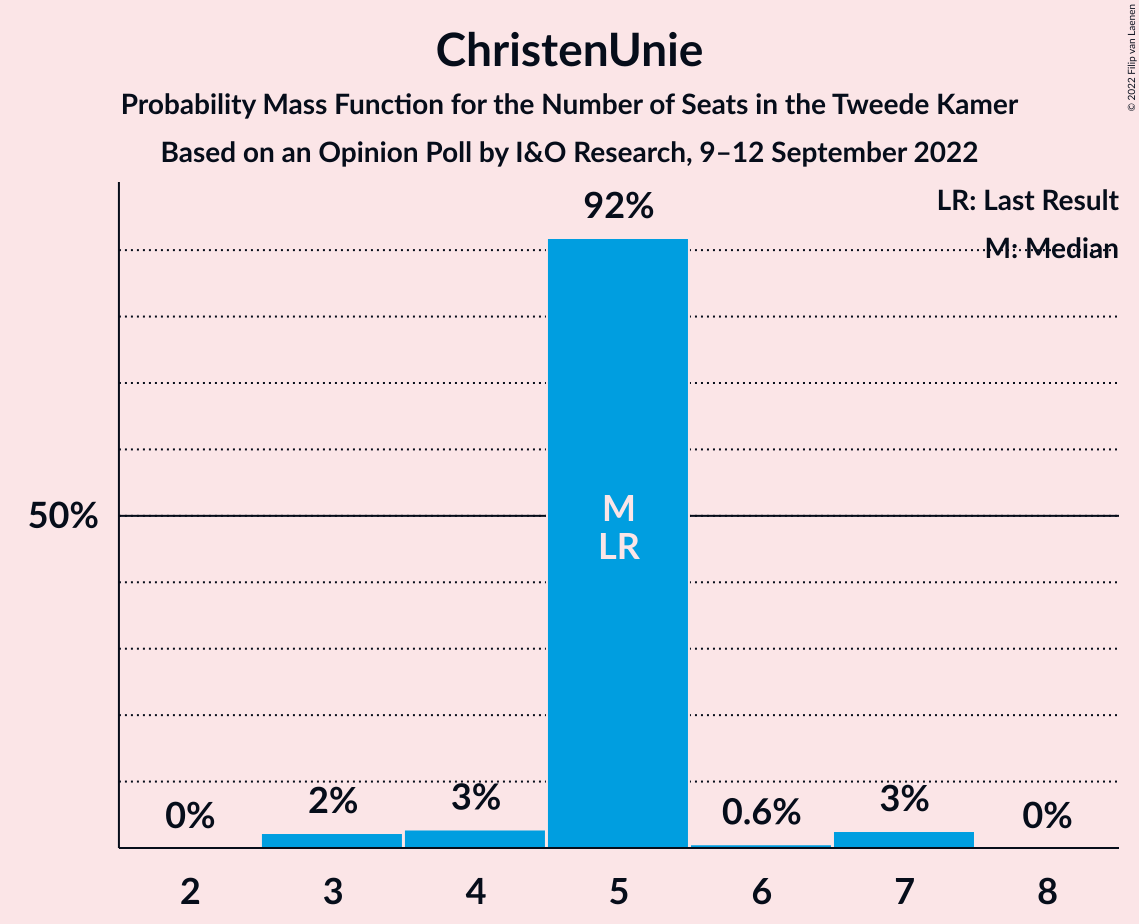 ChristenUnie
Probability Mass Function for the Number of Seats in the Tweede Kamer
Based on an Opinion Poll by I&O Research, 9–12 September 2022
© 2022 Filip van Laenen
LR: Last Result
M: Median
92%
50%
M
LR
0%
2%
3%
0.6%
3%
0%
2
3
4
5
6
7
8